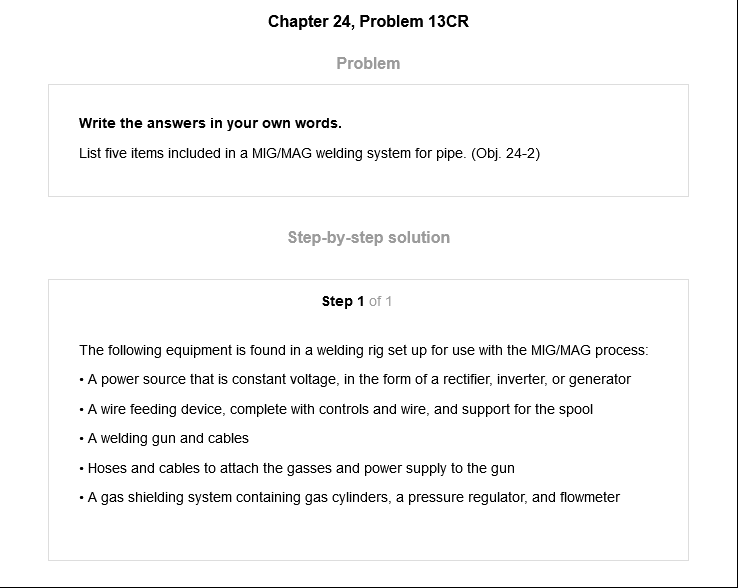 Chapter 24, Problem 13CR
Problem
Write the answers in your own words.
List five items included in a MIG/MAG welding system for pipe. (Obj. 24-2)
Step-by-step solution
Step 1 of 1
The following equipment is found in a welding rig set up for use with the MIG/MAG process:
• A power source that is constant voltage, in the form of a rectifier, inverter, or generator
• A wire feeding device, complete with controls and wire, and support for the spool
• A welding gun and cables
• Hoses and cables to attach the gasses and power supply to the gun
• A gas shielding system containing gas cylinders, a pressure regulator, and flowmeter